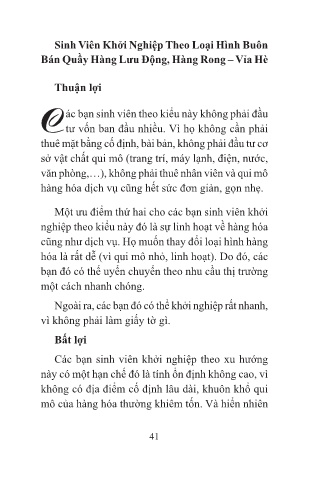 Sinh Viên Khởi Nghiệp Theo Loại Hình Buôn
Bán Quầy Hàng Lưu Động, Hàng Rong – Vỉa Hè
Thuận lợi
Các bạn sinh viên theo kiểu này không phải đầu
tư vốn ban đầu nhiều. Vì họ không cần phải
thuê mặt bằng cố định, bài bản, không phải đầu tư cơ
sở vật chất qui mô (trang trí, máy lạnh, điện, nước,
văn phòng,…), không phải thuê nhân viên và qui mô
hàng hóa dịch vụ cũng hết sức đơn giản, gọn nhẹ.
Một ưu điểm thứ hai cho các bạn sinh viên khởi
nghiệp theo kiểu này đó là sự linh hoạt về hàng hóa
cũng như dịch vụ. Họ muốn thay đổi loại hình hàng
hóa là rất dễ (vì qui mô nhỏ, linh hoạt). Do đó, các
bạn đó có thể uyển chuyển theo nhu cầu thị trường
một cách nhanh chóng.
Ngoài ra, các bạn đó có thể khởi nghiệp rất nhanh,
vì không phải làm giấy tờ gì.
Bất lợi
Các bạn sinh viên khởi nghiệp theo xu hướng
này có một hạn chế đó là tính ổn định không cao, vì
không có địa điểm cố định lâu dài, khuôn khổ qui
mô của hàng hóa thường khiêm tốn. Và hiển nhiên
41